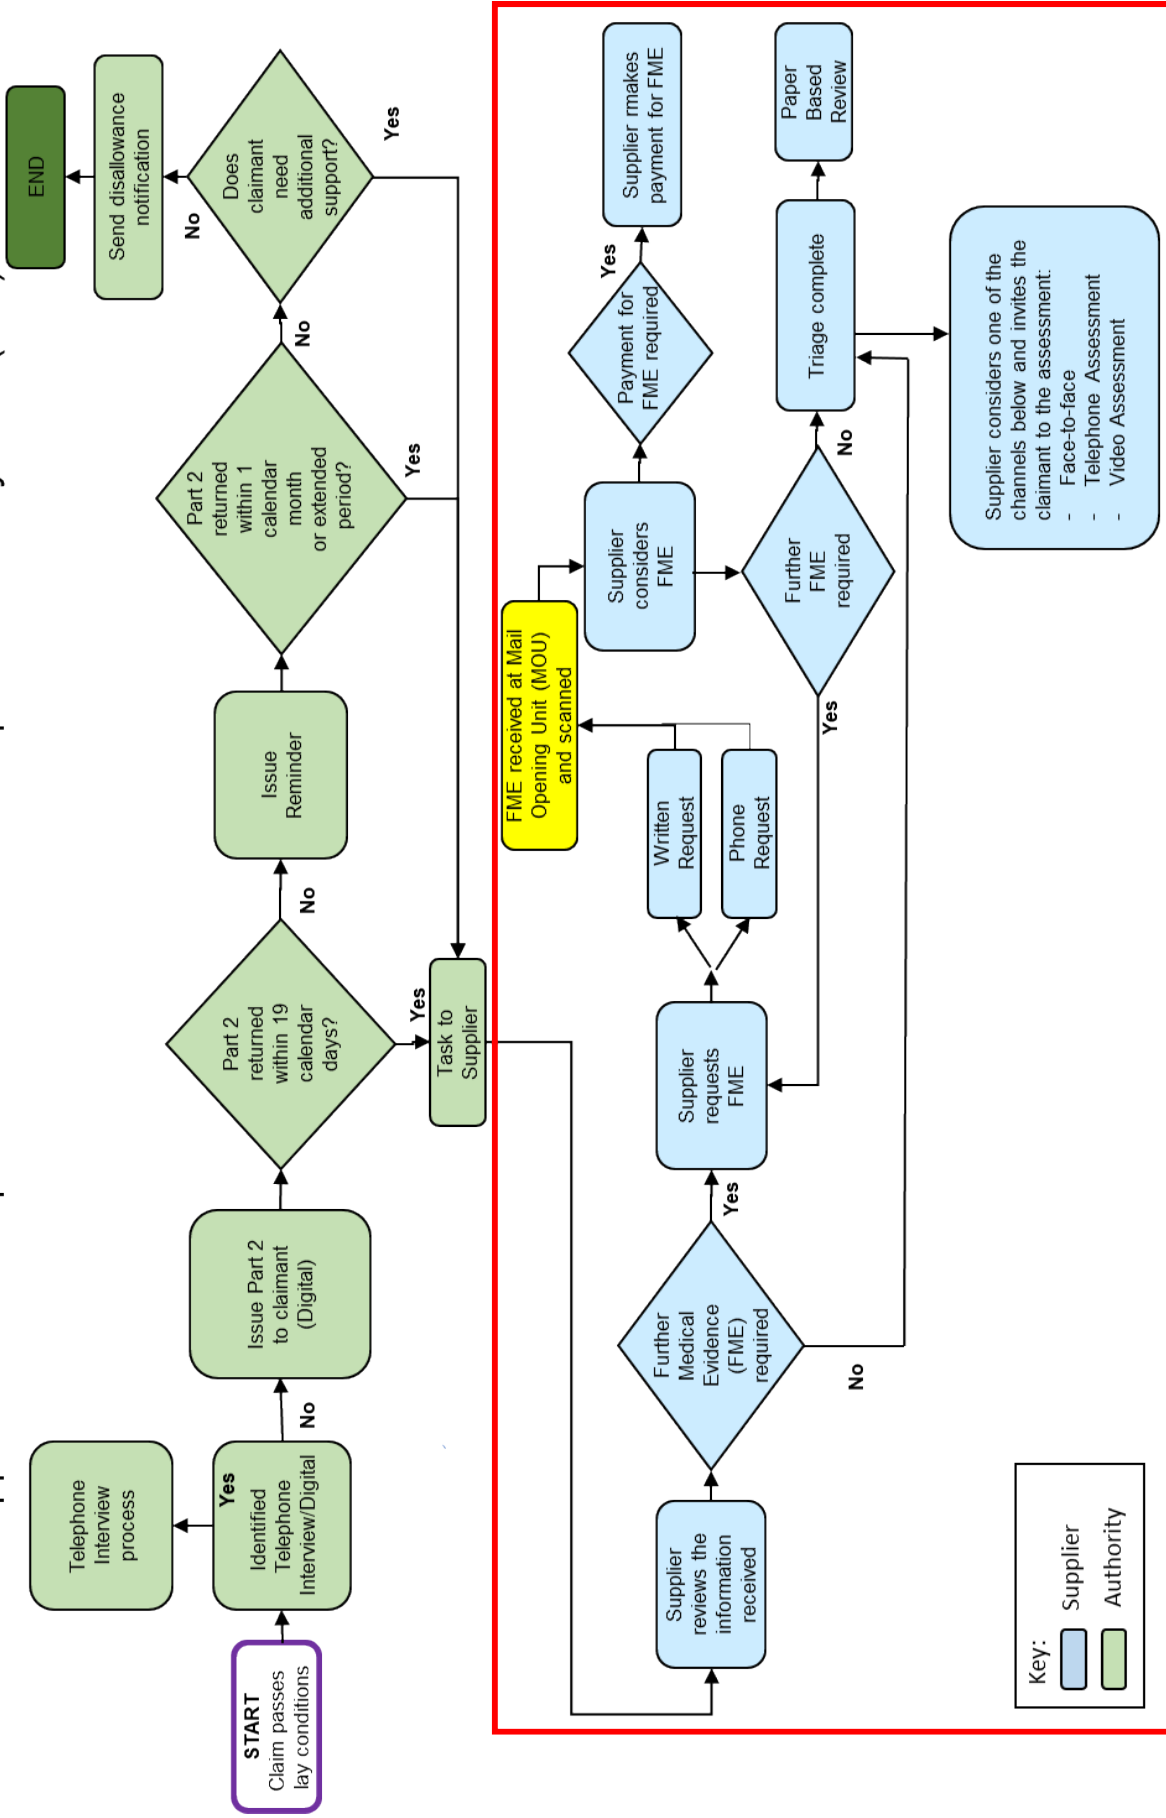 START
Claim passes
lay conditions
Telephone
Interview
process
Yes
Identified
Telephone
Interview/Digital
No
Issue Part 2
to claimant
(Digital)
Part 2
returned
within 19
calendar
days?
No
Yes
Issue
Reminder
Part 2
returned
within 1
calendar
month
or extended
period?
No
Yes
Does
claimant
need
additional
support?
No
Yes
Send disallowance
notification
END
Task to
Supplier
Supplier
reviews the
information
received
Further
Medical
Evidence
(FME)
required
Yes
No
Supplier
requests
FME
Written
Request
Phone
Request
FME received at Mail
Opening Unit (MOU)
and scanned
Supplier
considers
FME
Payment for
FME required
Yes
Supplier rmakes
payment for FME
Further
FME
required
Yes
No
Triage complete
Paper
Based
Review
Supplier considers one of the
channels below and invites the
claimant to the assessment:
- Face-to-face
- Telephone Assessment
- Video Assessment
Key:
Supplier
Authority